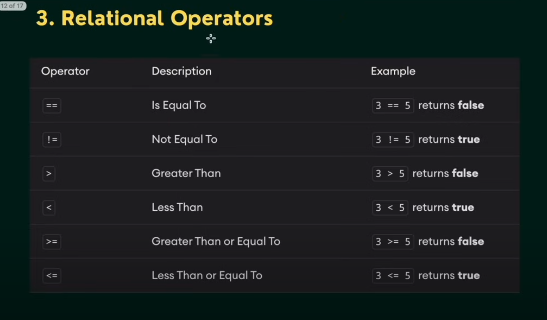 12 of 17
3. Relational Operators
Operator Description Example
== Is Equal To 3 == 5 returns false
!= Not Equal To 3 != 5 returns true
> Greater Than 3 > 5 returns false
< Less Than 3 < 5 returns true
>= Greater Than or Equal To 3 >= 5 returns false
<= Less Than or Equal To 3 <= 5 returns true